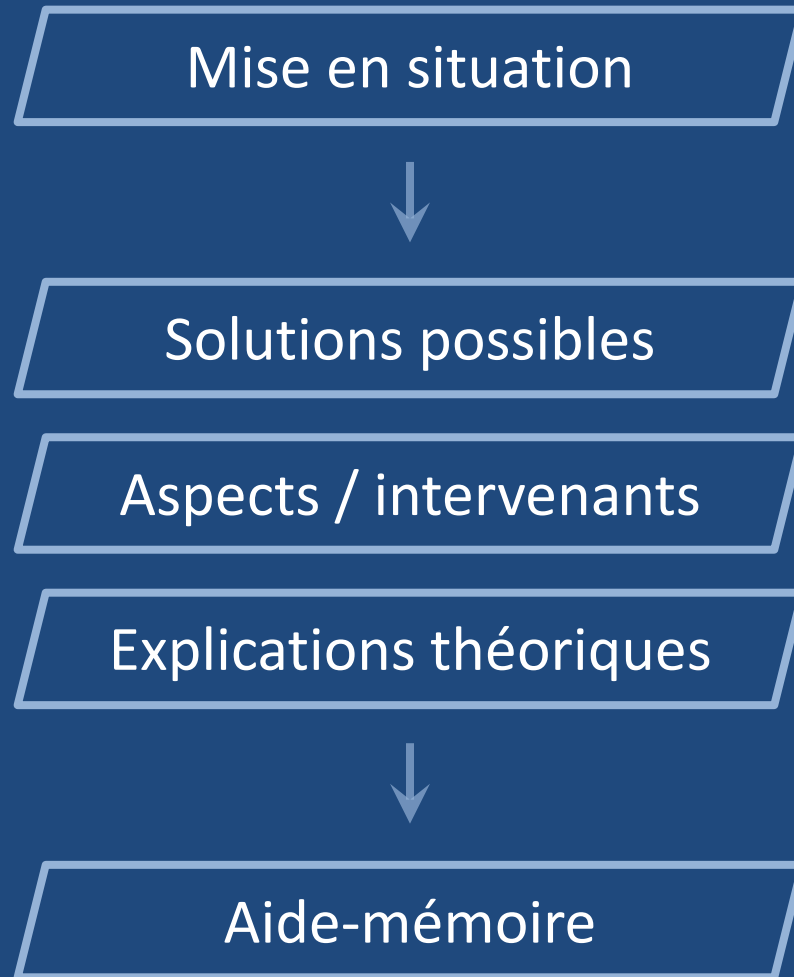 Mise en situation
Solutions possibles
Aspects / intervenants
Explications théoriques
Aide-mémoire